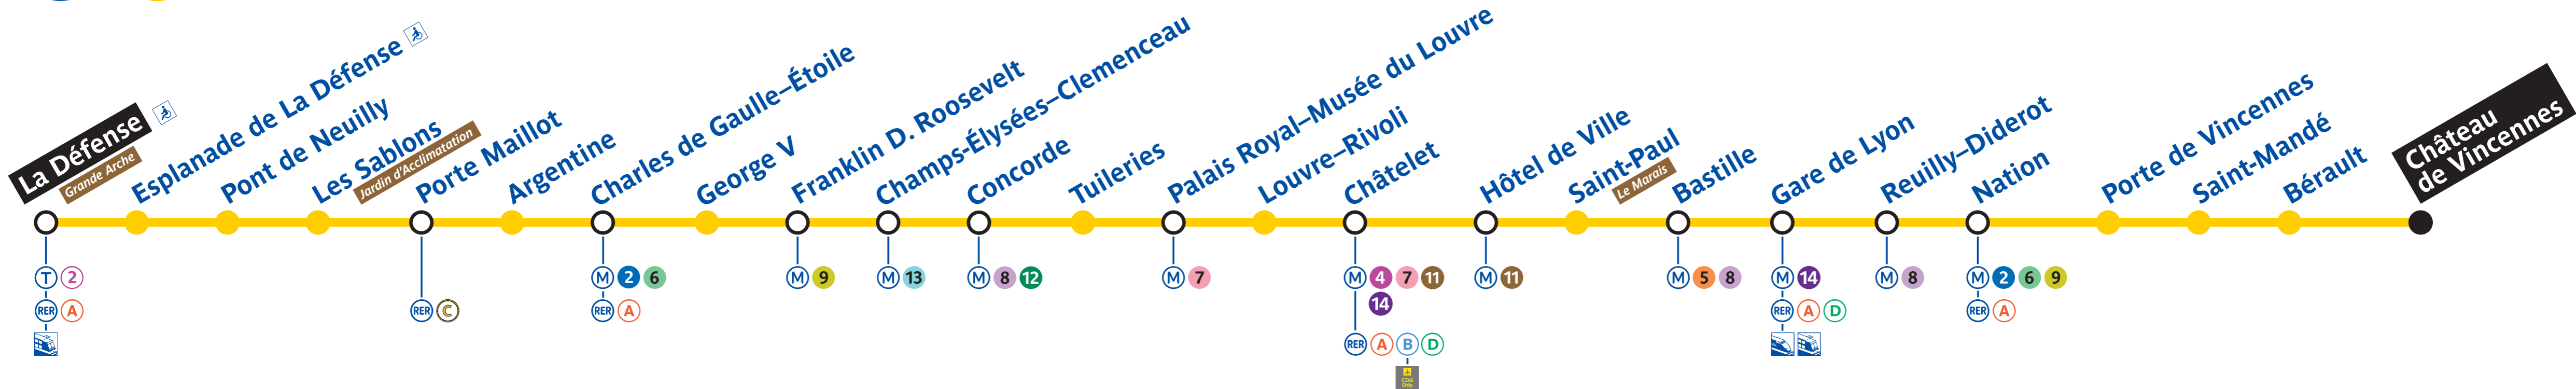 La Défense
Grande Arche
Esplanade de La Défense
Pont de Neuilly
Les Sablons
Jardin d'Acclimatation
Porte Maillot
Argentine
Charles de Gaulle–Étoile
George V
Franklin D. Roosevelt
Champs-Élysées–Clemenceau
Concorde
Tuileries
Palais Royal–Musée du Louvre
Louvre–Rivoli
Châtelet
Hôtel de Ville
Saint-Paul
Le Marais
Bastille
Gare de Lyon
Reuilly–Diderot
Nation
Porte de Vincennes
Saint-Mandé
Bérault
Château
de Vincennes
T 2
RER A
RER C
M 2 6
RER A
M 9
M 13
M 8 12
M 7
M 4 7 11
14
RER A B D
CDG
Orly
M 11
M 5 8
M 14
RER A D
M 8
M 2 6 9
RER A